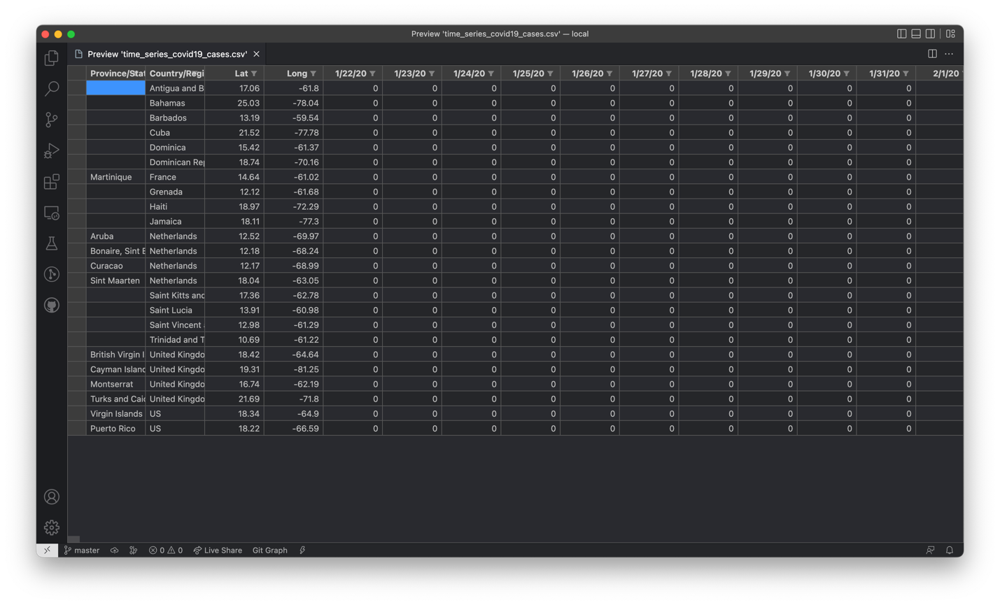 Preview 'time_series_covid19_cases.csv' — local
Preview 'time_series_covid19_cases.csv'
Province/Stat Country/Regi Lat Long 1/22/20 1/23/20 1/24/20 1/25/20 1/26/20 1/27/20 1/28/20 1/29/20 1/30/20 1/31/20 2/1/20
Antigua and B 17.06 -61.8 0 0 0 0 0 0 0 0 0 0
Bahamas 25.03 -78.04 0 0 0 0 0 0 0 0 0 0
Barbados 13.19 -59.54 0 0 0 0 0 0 0 0 0 0
Cuba 21.52 -77.78 0 0 0 0 0 0 0 0 0 0
Dominica 15.42 -61.37 0 0 0 0 0 0 0 0 0 0
Dominican Rep 18.74 -70.16 0 0 0 0 0 0 0 0 0 0
Martinique France 14.64 -61.02 0 0 0 0 0 0 0 0 0 0
Grenada 12.12 -61.68 0 0 0 0 0 0 0 0 0 0
Haiti 18.97 -72.29 0 0 0 0 0 0 0 0 0 0
Jamaica 18.11 -77.3 0 0 0 0 0 0 0 0 0 0
Aruba Netherlands 12.52 -69.97 0 0 0 0 0 0 0 0 0 0
Bonaire, Sint E Netherlands 12.18 -68.24 0 0 0 0 0 0 0 0 0 0
Curacao Netherlands 12.17 -68.99 0 0 0 0 0 0 0 0 0 0
Sint Maarten Netherlands 18.04 -63.05 0 0 0 0 0 0 0 0 0 0
Saint Kitts and 17.36 -62.78 0 0 0 0 0 0 0 0 0 0
Saint Lucia 13.91 -60.98 0 0 0 0 0 0 0 0 0 0
Saint Vincent 12.98 -61.29 0 0 0 0 0 0 0 0 0 0
Trinidad and T 10.69 -61.22 0 0 0 0 0 0 0 0 0 0
British Virgin I United Kingdo 18.42 -64.64 0 0 0 0 0 0 0 0 0 0
Cayman Island United Kingdo 19.31 -81.25 0 0 0 0 0 0 0 0 0 0
Montserrat United Kingdo 16.74 -62.19 0 0 0 0 0 0 0 0 0 0
Turks and Caic United Kingdo 21.69 -71.8 0 0 0 0 0 0 0 0 0 0
Virgin Islands US 18.34 -64.9 0 0 0 0 0 0 0 0 0 0
Puerto Rico US 18.22 -66.59 0 0 0 0 0 0 0 0 0 0
master 0 0 Live Share Git Graph